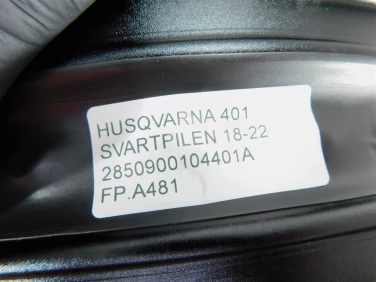 HUSQVARNA 401
SVARTPILEN 18-22
2850900104401A
FP.A481